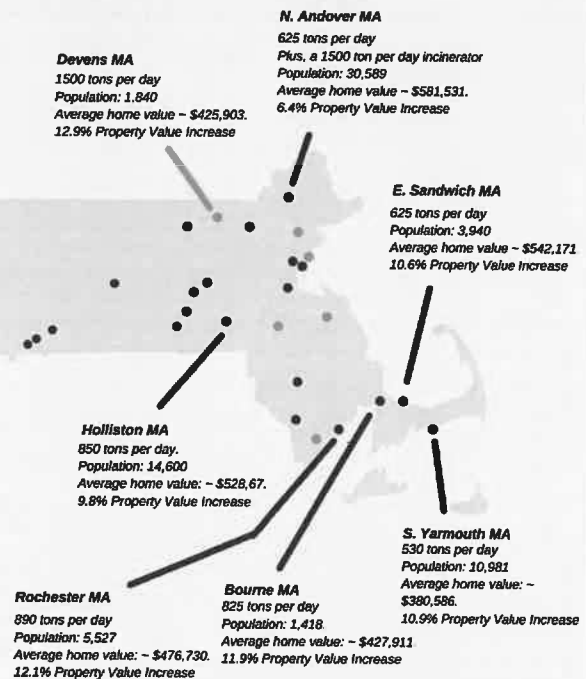 N. Andover MA
625 tons per day
Plus, a 1500 ton per day incinerator
Population: 30,589
Average home value ~ $581,531.
6.4% Property Value Increase
Devens MA
1500 tons per day
Population: 1,840
Average home value ~ $425,903.
12.9% Property Value Increase
E. Sandwich MA
625 tons per day
Population: 3,940
Average home value ~ $542,171
10.6% Property Value Increase
Holliston MA
850 tons per day.
Population: 14,600
Average home value: ~ $528,67.
9.8% Property Value Increase
S. Yarmouth MA
530 tons per day
Population: 10,981
Average home value: ~
$380,586.
10.9% Property Value Increase
Rochester MA
890 tons per day
Population: 5,527
Average home value: ~ $476,730.
12.1% Property Value Increase
Bourne MA
825 tons per day
Population: 1,418
Average home value: ~ $427,911
11.9% Property Value Increase